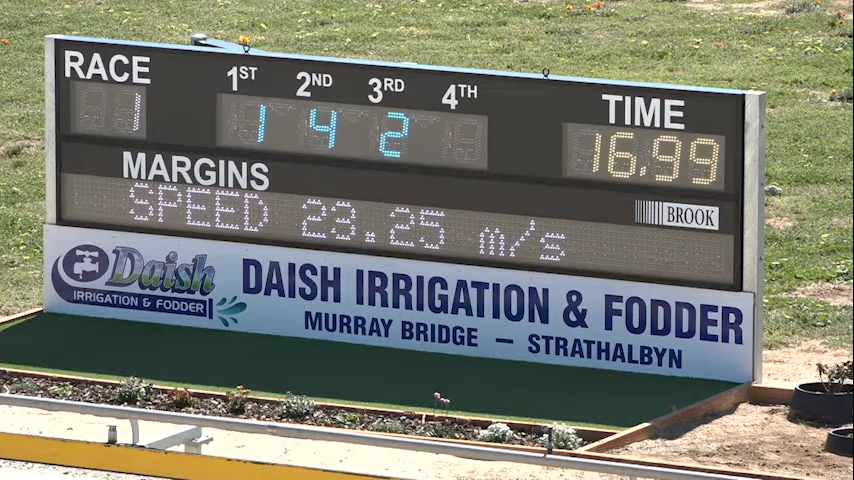 RACE 1ST 2ND 3RD 4TH TIME
1 1 4 2 16.99
MARGINS
SPEED 23.25 m/s
BROOK
Daish
IRRIGATION & FODDER
DAISH IRRIGATION & FODDER
MURRAY BRIDGE – STRATHALBYN